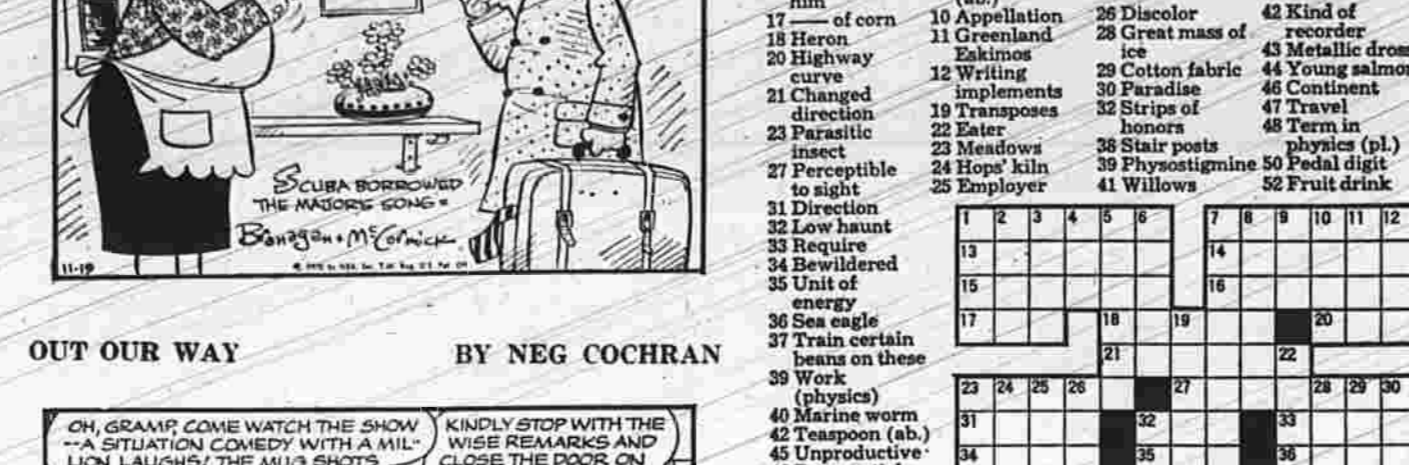 SCUBA BORROWED
THE MAJOR'S SONG=
Branagan + McCormick
11-19
OUT OUR WAY
BY NEG COCHRAN
OH, GRAMP, COME WATCH THE SHOW
--A SITUATION COMEDY WITH A MIL-
LION LAUGHS! THE MUG SHOTS
KINDLY STOP WITH THE
WISE REMARKS AND
CLOSE THE DOOR ON
him
17 —— of corn
18 Heron
20 Highway
curve
21 Changed
direction
23 Parasitic
insect
27 Perceptible
to sight
31 Direction
32 Low haunt
33 Require
34 Bewildered
35 Unit of
energy
36 Sea eagle
37 Train certain
beans on these
39 Work
(physics)
40 Marine worm
42 Teaspoon (ab.)
45 Unproductive
(ab.)
10 Appellation
11 Greenland
Eskimos
12 Writing
implements
19 Transposes
22 Eater
23 Meadows
24 Hops' kiln
25 Employer
26 Discolor
28 Great mass of
ice
29 Cotton fabric
30 Paradise
32 Strips of
honors
38 Stair posts
39 Physostigmine
41 Willows
42 Kind of
recorder
43 Metallic dross
44 Young salmon
46 Continent
47 Travel
48 Term in
physics (pl.)
50 Pedal digit
52 Fruit drink
1 2 3 4 5 6 7 8 9 10 11 12
13 14
15 16
17 18 19 20
21 22
23 24 25 26 27 28 29 30
31 32 33
34 35 36